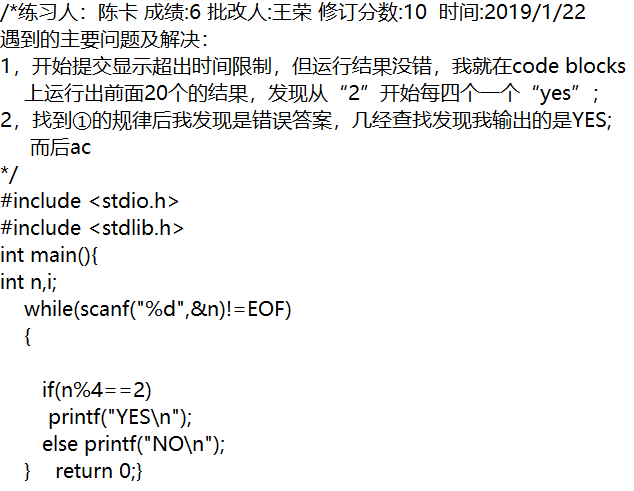 /*练习人：陈卡 成绩:6 批改人:王荣 修订分数:10  时间:2019/1/22
遇到的主要问题及解决：
1，开始提交显示超出时间限制，但运行结果没错，我就在code blocks
上运行出前面20个的结果，发现从“2”开始每四个一个“yes”；
2，找到①的规律后我发现是错误答案，几经查找发现我输出的是YES;
而后ac
*/
#include <stdio.h>
#include <stdlib.h>
int main(){
int n,i;
while(scanf("%d",&n)!=EOF)
{
if(n%4==2)
printf("YES\n");
else printf("NO\n");
}    return 0;}